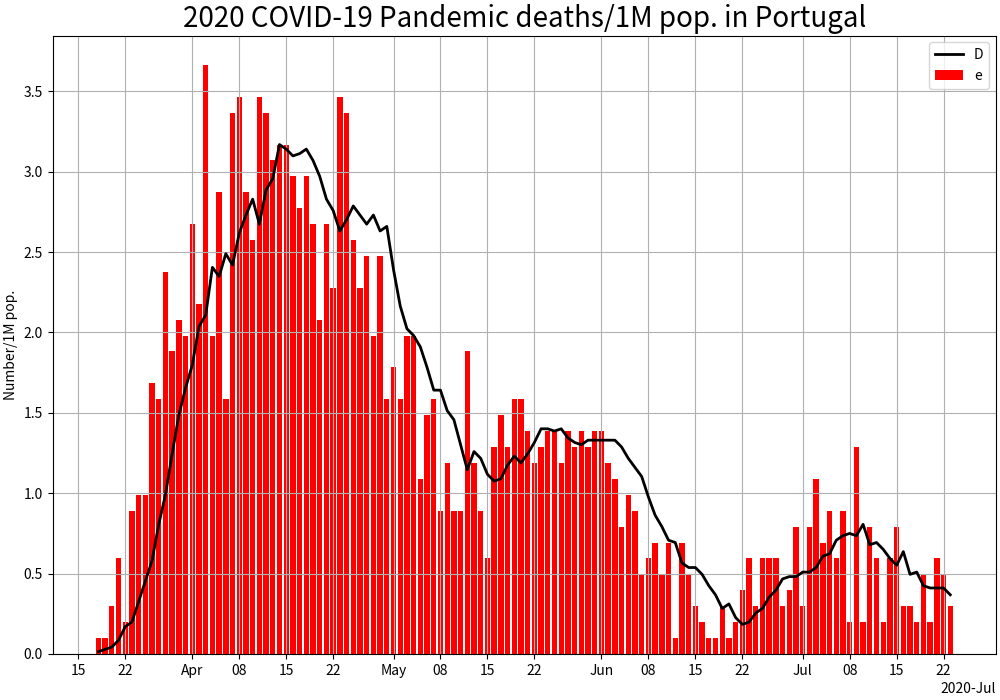 2020 COVID-19 Pandemic deaths/1M pop. in Portugal
D
e
Number/1M pop.
3.5
3.0
2.5
2.0
1.5
1.0
0.5
0.0
15 22 Apr 08 15 22 May 08 15 22 Jun 08 15 22 Jul 08 15 22
2020-Jul